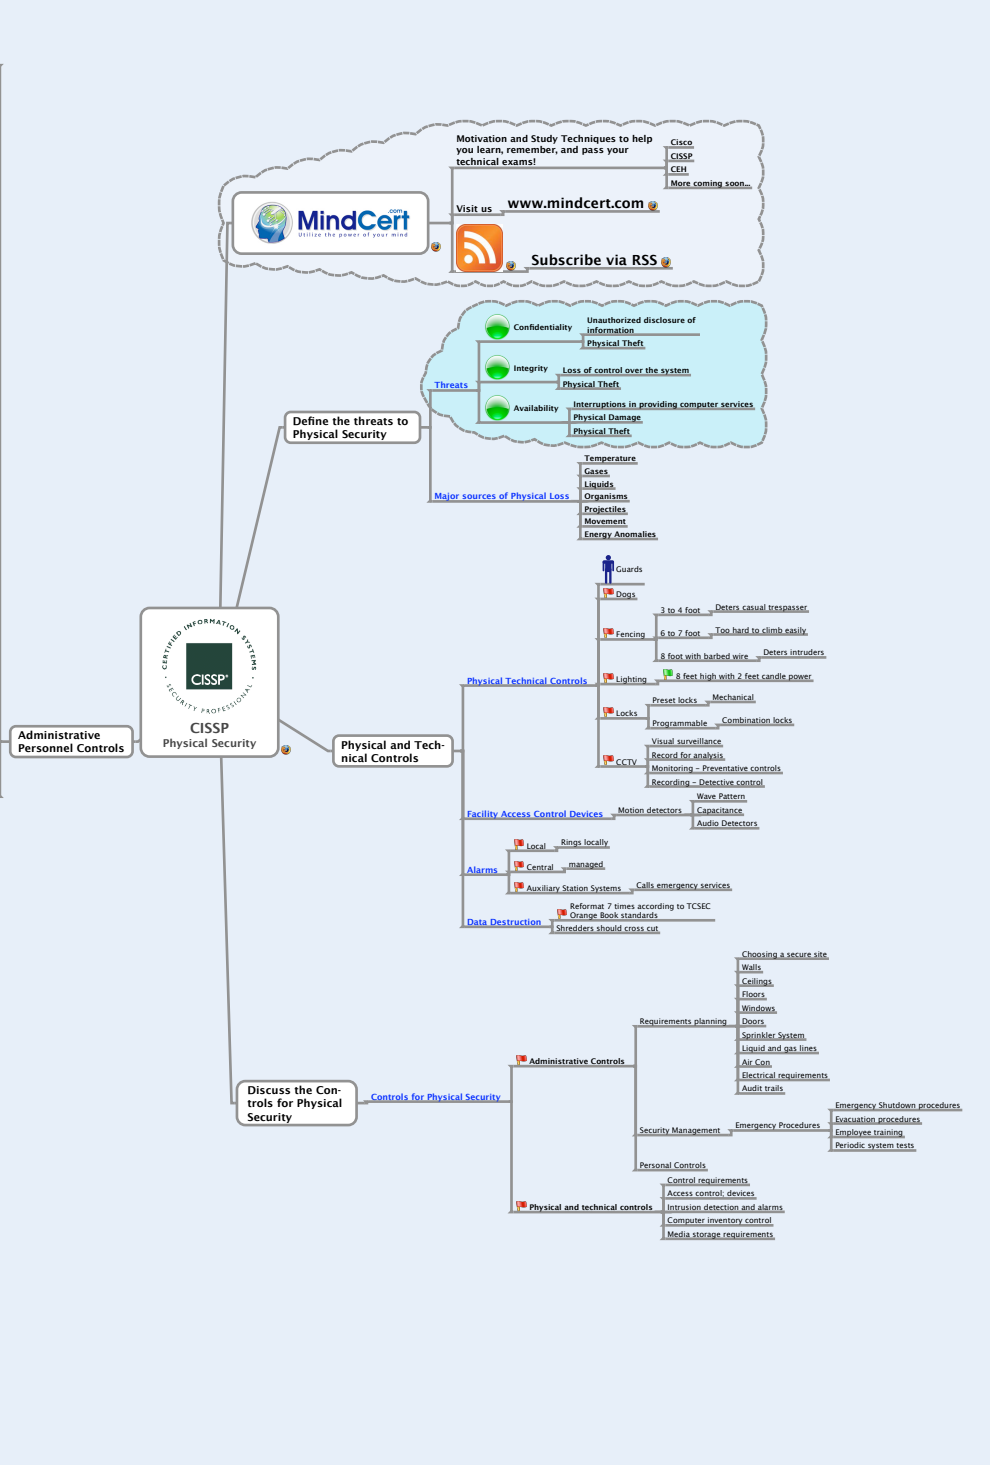 Motivation and Study Techniques to help
you learn, remember, and pass your
technical exams!
Cisco
CISSP
CEH
More coming soon...
MindCert
.com
Utilize the power of your mind
Visit us
www.mindcert.com
Subscribe via RSS
Define the threats to
Physical Security
Threats
Confidentiality
Unauthorized disclosure of
information
Physical Theft
Integrity
Loss of control over the system
Physical Theft
Availability
Interruptions in providing computer services
Physical Damage
Physical Theft
Major sources of Physical Loss
Temperature
Gases
Liquids
Organisms
Projectiles
Movement
Energy Anomalies
CERTIFIED INFORMATION SYSTEMS
SECURITY PROFESSIONAL
CISSP®
CISSP
Physical Security
Administrative
Personnel Controls
Physical and Tech-
nical Controls
Physical Technical Controls
Guards
Dogs
Fencing
3 to 4 foot
Deters casual trespasser
6 to 7 foot
Too hard to climb easily
8 foot with barbed wire
Deters intruders
Lighting
8 feet high with 2 feet candle power
Locks
Preset locks
Mechanical
Programmable
Combination locks
CCTV
Visual surveillance
Record for analysis
Monitoring - Preventative controls
Recording - Detective control
Facility Access Control Devices
Motion detectors
Wave Pattern
Capacitance
Audio Detectors
Alarms
Local
Rings locally
Central
managed
Auxiliary Station Systems
Calls emergency services
Data Destruction
Reformat 7 times according to TCSEC
Orange Book standards
Shredders should cross cut
Discuss the Con-
trols for Physical
Security
Controls for Physical Security
Administrative Controls
Requirements planning
Choosing a secure site
Walls
Ceilings
Floors
Windows
Doors
Sprinkler System
Liquid and gas lines
Air Con
Electrical requirements
Audit trails
Security Management
Emergency Procedures
Emergency Shutdown procedures
Evacuation procedures
Employee training
Periodic system tests
Personal Controls
Physical and technical controls
Control requirements
Access control; devices
Intrusion detection and alarms
Computer inventory control
Media storage requirements